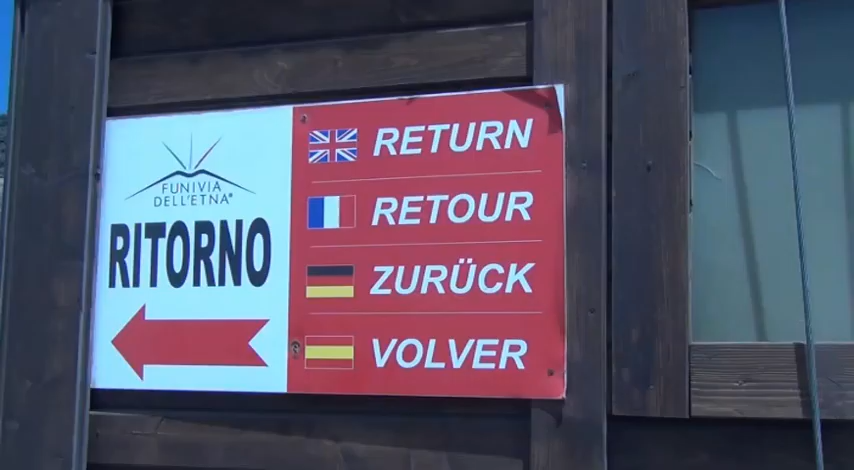 FUNIVIA
DELL'ETNA®
RITORNO
RETURN
RETOUR
ZURÜCK
VOLVER